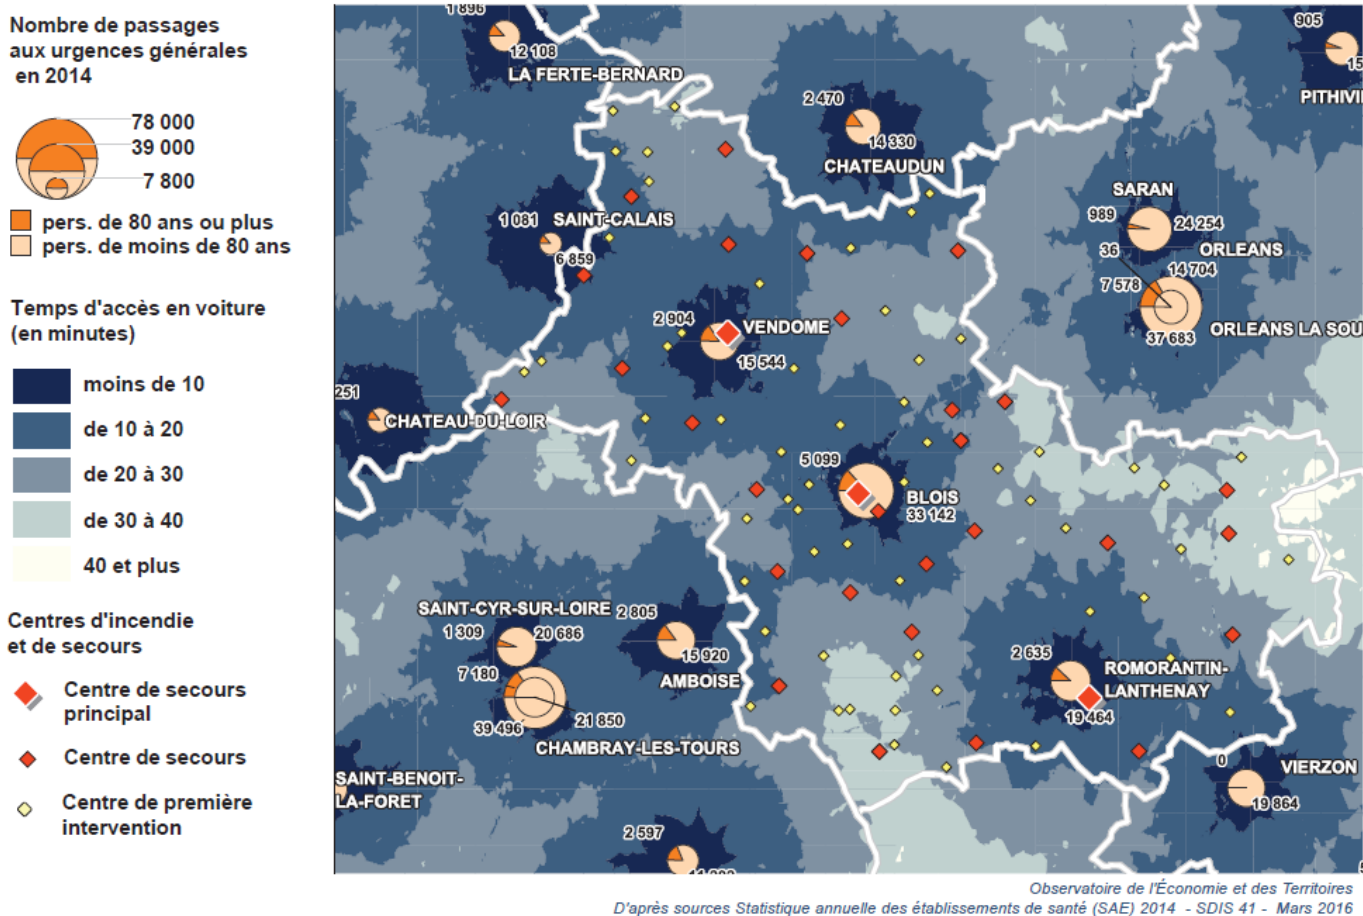 Nombre de passages
aux urgences générales
en 2014
78 000
39 000
7 800
pers. de 80 ans ou plus
pers. de moins de 80 ans
Temps d'accès en voiture
(en minutes)
moins de 10
de 10 à 20
de 20 à 30
de 30 à 40
40 et plus
Centres d'incendie
et de secours
Centre de secours
principal
Centre de secours
Centre de première
intervention
1 896
12 108
LA FERTE-BERNARD
2 470
14 330
CHATEAUDUN
905
15
PITHIVI
1 081
SAINT-CALAIS
6 859
SARAN
989
24 254
36
ORLEANS
14 704
7 578
ORLEANS LA SOU
37 683
2 904
VENDOME
15 544
251
CHATEAU-DU-LOIR
5 099
BLOIS
33 142
SAINT-CYR-SUR-LOIRE
1 309
20 686
2 805
15 920
AMBOISE
7 180
39 496
21 850
CHAMBRAY-LES-TOURS
2 635
ROMORANTIN-
LANTHENAY
19 464
SAINT-BENOIT-
LA-FORET
0
VIERZON
19 864
2 597
Observatoire de l'Économie et des Territoires
D'après sources Statistique annuelle des établissements de santé (SAE) 2014 - SDIS 41 - Mars 2016